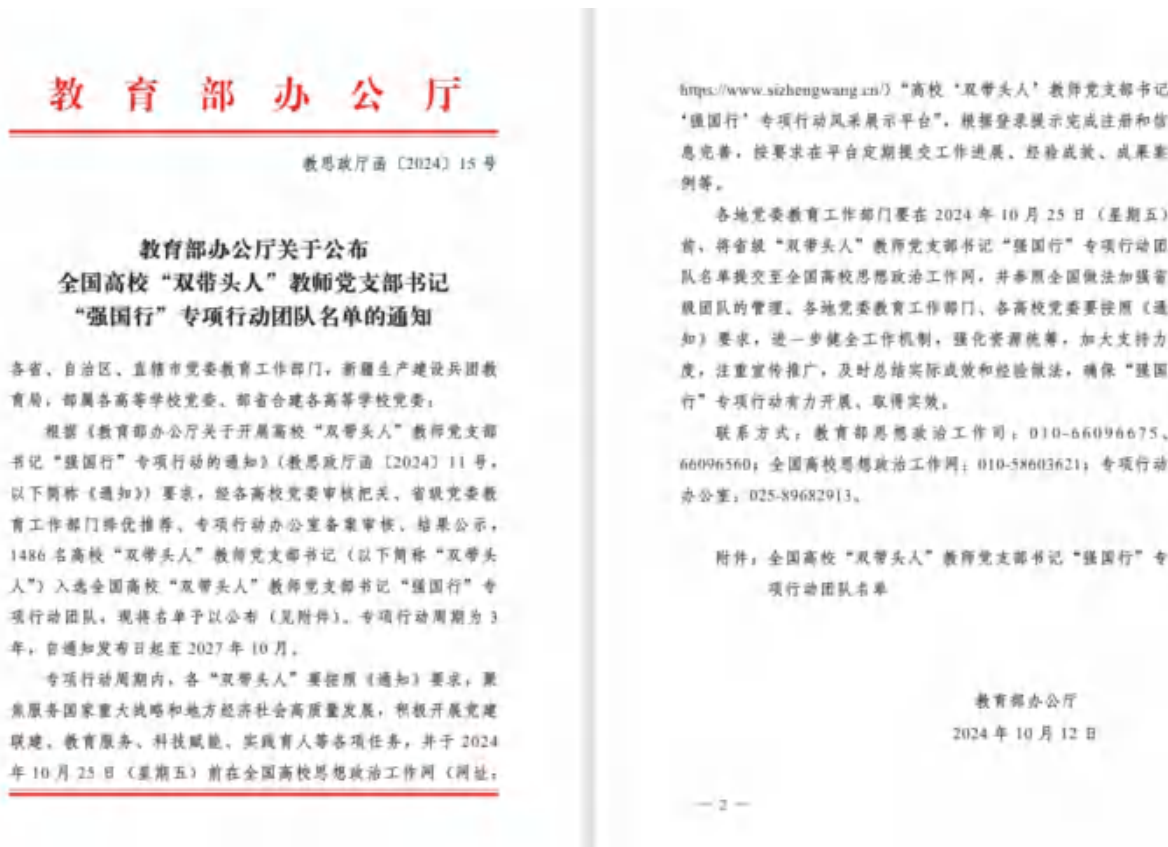 教育部办公厅
教思政厅函〔2024〕15号
教育部办公厅关于公布
全国高校“双带头人”教师党支部书记
“强国行”专项行动团队名单的通知
各省、自治区、直辖市党委教育工作部门，新疆生产建设兵团教
育局，部属各高等学校党委、部省合建各高等学校党委：
根据《教育部办公厅关于开展高校“双带头人”教师党支部
书记“强国行”专项行动的通知》（教思政厅函〔2024〕11号，
以下简称《通知》）要求，经各高校党委审核把关、省级党委教
育工作部门择优推荐、专项行动办公室备案审核、结果公示，
1486名高校“双带头人”教师党支部书记（以下简称“双带头
人”）入选全国高校“双带头人”教师党支部书记“强国行”专
项行动团队，现将名单予以公布（见附件）。专项行动周期为3
年，自通知发布日起至2027年10月。
专项行动周期内，各“双带头人”要按照《通知》要求，聚
焦服务国家重大战略和地方经济社会高质量发展，积极开展党建
联建、教育服务、科技赋能、实践育人等各项任务，并于2024
年10月25日（星期五）前在全国高校思想政治工作网（网址：
https://www.sizhengwang.cn/）“高校‘双带头人’教师党支部书记
‘强国行’专项行动风采展示平台”，根据登录提示完成注册和信
息完善，按要求在平台定期提交工作进展、经验成效、成果案
例等。
各地党委教育工作部门要在2024年10月25日（星期五）
前，将省级“双带头人”教师党支部书记“强国行”专项行动团
队名单提交至全国高校思想政治工作网，并参照全国做法加强省
级团队的管理。各地党委教育工作部门、各高校党委要按照《通
知》要求，进一步健全工作机制，强化资源统筹，加大支持力
度，注重宣传推广，及时总结实际成效和经验做法，确保“强国
行”专项行动有力开展、取得实效。
联系方式：教育部思想政治工作司：010-66096675、
66096560；全国高校思想政治工作网：010-58603621；专项行动
办公室：025-89682913。
附件：全国高校“双带头人”教师党支部书记“强国行”专
项行动团队名单
教育部办公厅
2024年10月12日
— 2 —